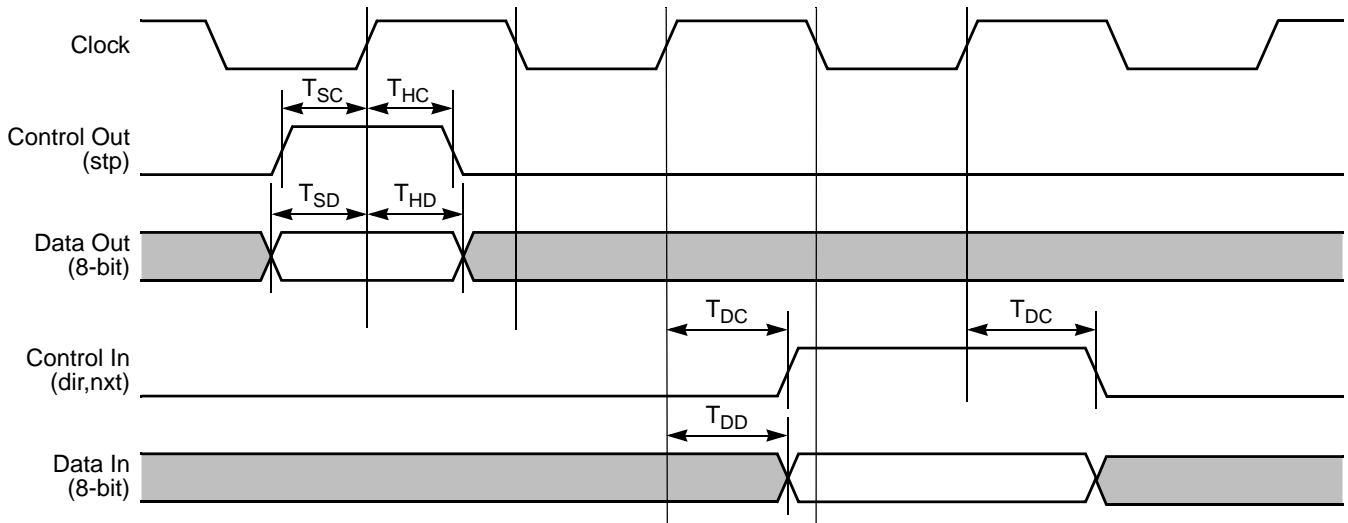 Clock
T_SC T_HC
Control Out
(stp)
T_SD T_HD
Data Out
(8-bit)
T_DC T_DC
Control In
(dir,nxt)
T_DD
Data In
(8-bit)